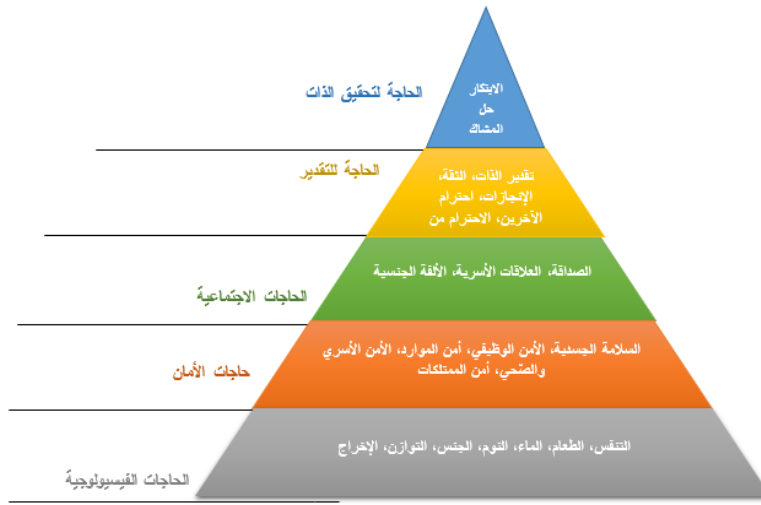 الحاجة لتحقيق الذات
الابتكار
حل
المشاك
الحاجة للتقدير
تقدير الذات، الثقة،
الإنجازات، احترام
الآخرين، الاحترام من
الحاجات الاجتماعية
الصداقة، العلاقات الأسرية، الألفة الجنسية
حاجات الأمان
السلامة الجسدية، الأمن الوظيفي، أمن الموارد، الأمن الأسري
والصّحي، أمن الممتلكات
الحاجات الفيسيولوجية
التنفس، الطعام، الماء، النوم، الجنس، التوازن، الإخراج